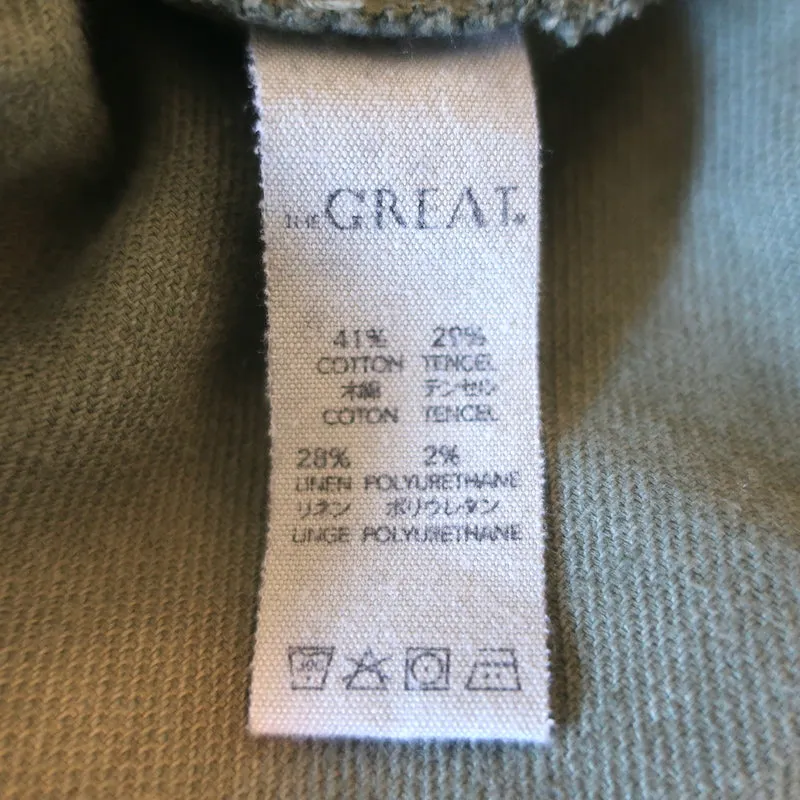 THE GREAT.
41% 29%
COTTON TENCEL
木綿 テンセル
COTON TENCEL
28% 2%
LINEN POLYURETHANE
リネン ポリウレタン
LINGE POLYURETHANE
30C